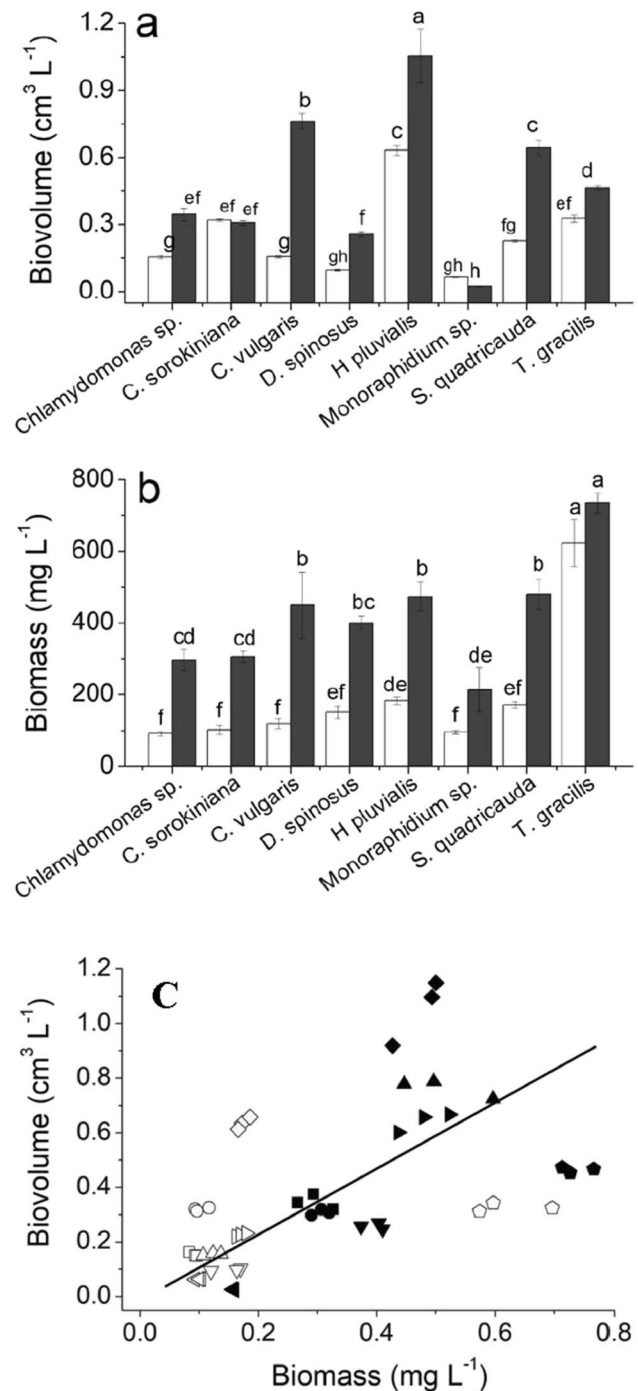 a
Biovolume (cm³ L⁻¹)
1.2
0.9
0.6
0.3
0.0
g
ef
ef
ef
g
b
gh
f
c
a
gh
h
fg
c
ef
d
Chlamydomonas sp.
C. sorokiniana
C. vulgaris
D. spinosus
H pluvialis
Monoraphidium sp.
S. quadricauda
T. gracilis
b
Biomass (mg L⁻¹)
800
600
400
200
0
f
cd
f
cd
f
b
ef
bc
de
b
f
de
ef
b
a
a
Chlamydomonas sp.
C. sorokiniana
C. vulgaris
D. spinosus
H pluvialis
Monoraphidium sp.
S. quadricauda
T. gracilis
C
Biovolume (cm³ L⁻¹)
1.2
1.0
0.8
0.6
0.4
0.2
0.0
0.0 0.2 0.4 0.6 0.8
Biomass (mg L⁻¹)